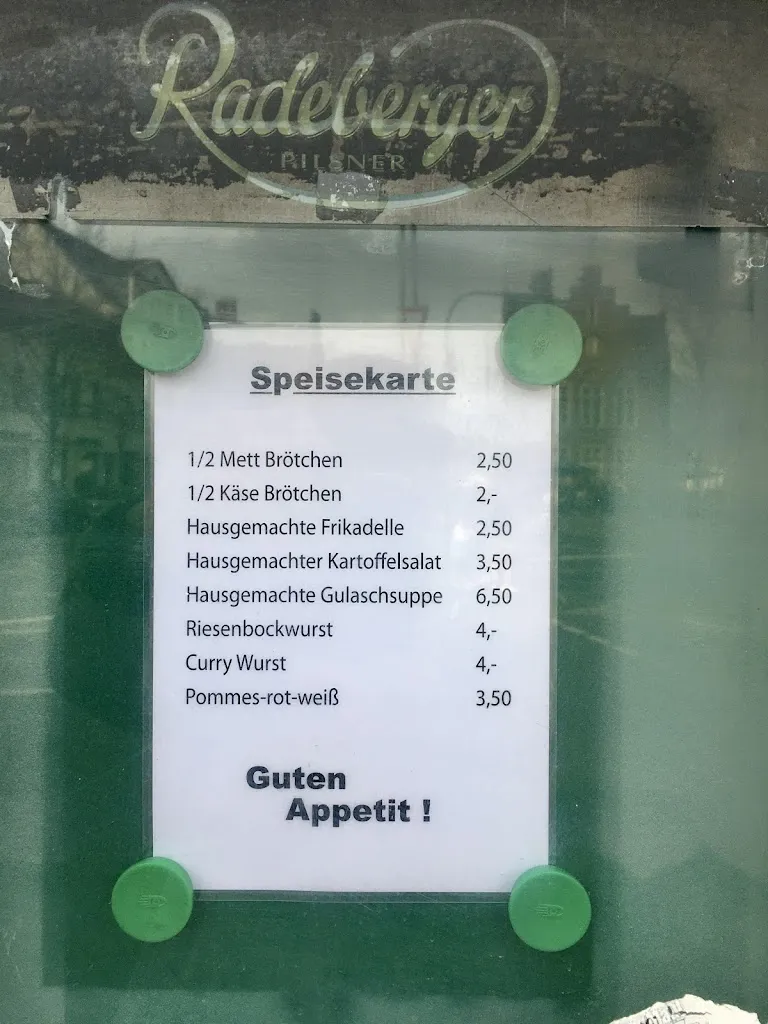 Radeberger
PILSNER
Speisekarte
1/2 Mett Brötchen 2,50
1/2 Käse Brötchen 2,-
Hausgemachte Frikadelle 2,50
Hausgemachter Kartoffelsalat 3,50
Hausgemachte Gulaschsuppe 6,50
Riesenbockwurst 4,-
Curry Wurst 4,-
Pommes-rot-weiß 3,50
Guten
Appetit !